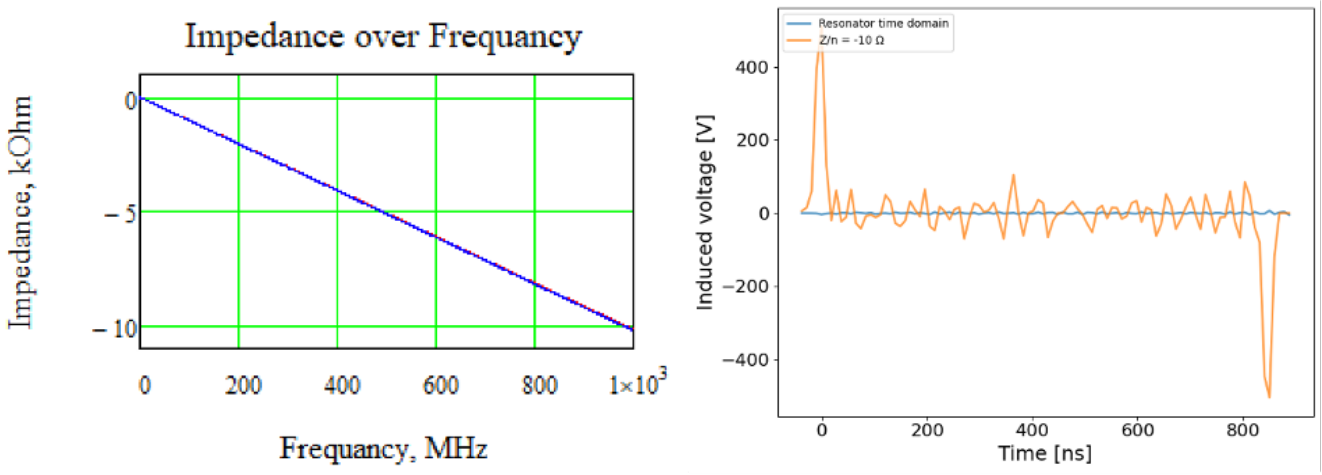 Impedance over Frequancy
Impedance, kOhm
0
− 5
− 10
0 200 400 600 800 1×10³
Frequancy, MHz
Resonator time domain
Z/n = -10 Ω
Induced voltage [V]
400
200
0
−200
−400
0 200 400 600 800
Time [ns]